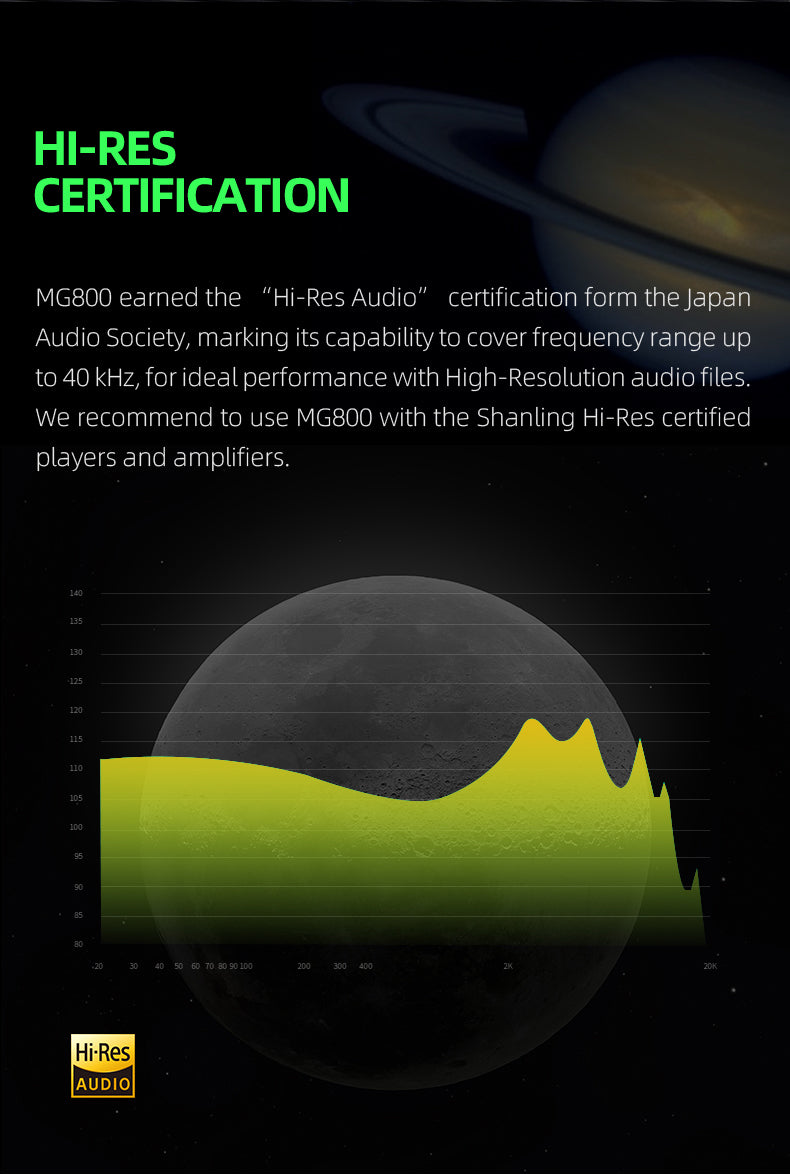 HI-RES
CERTIFICATION
MG800 earned the “Hi-Res Audio” certification form the Japan
Audio Society, marking its capability to cover frequency range up
to 40 kHz, for ideal performance with High-Resolution audio files.
We recommend to use MG800 with the Shanling Hi-Res certified
players and amplifiers.
140
135
130
125
120
115
110
105
100
95
90
85
80
20 30 40 50 60 70 80 90 100 200 300 400 2K 20K
Hi-Res
AUDIO